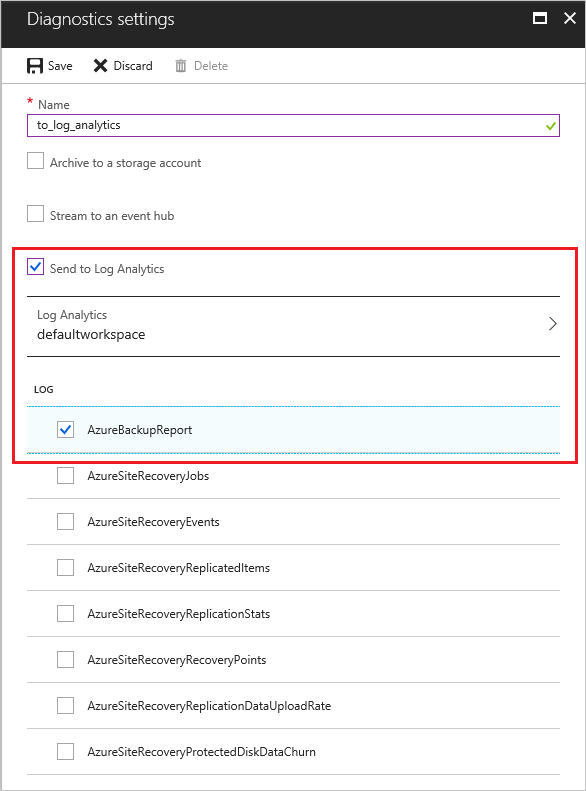 Diagnostics settings
Save Discard Delete
* Name
to_log_analytics
Archive to a storage account
Stream to an event hub
Send to Log Analytics
Log Analytics
defaultworkspace
LOG
AzureBackupReport
AzureSiteRecoveryJobs
AzureSiteRecoveryEvents
AzureSiteRecoveryReplicatedItems
AzureSiteRecoveryReplicationStats
AzureSiteRecoveryRecoveryPoints
AzureSiteRecoveryReplicationDataUploadRate
AzureSiteRecoveryProtectedDiskDataChurn